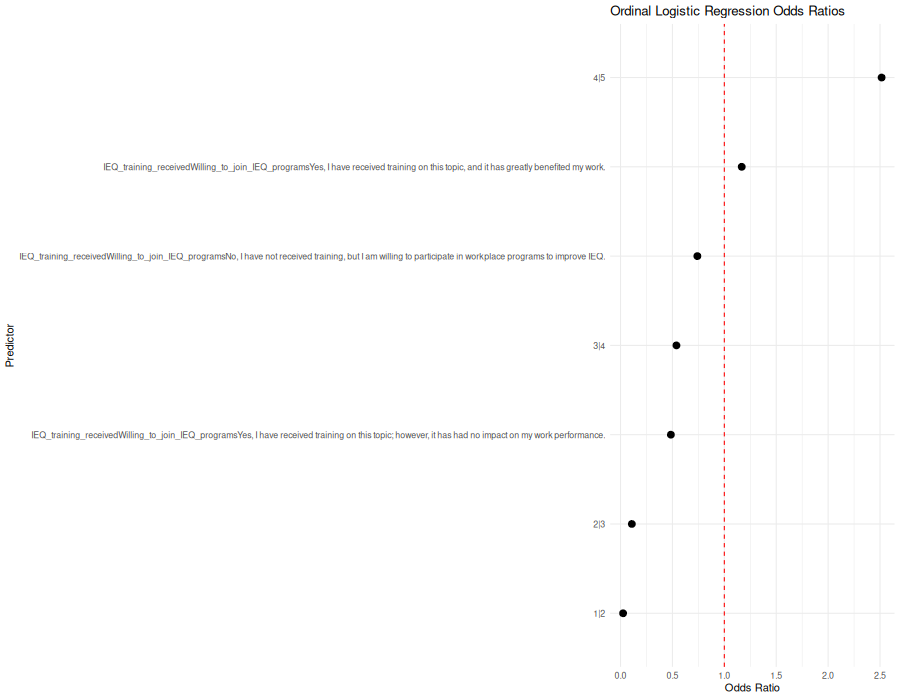 Ordinal Logistic Regression Odds Ratios
4|5
IEQ_training_receivedWilling_to_join_IEQ_programsYes, I have received training on this topic, and it has greatly benefited my work.
IEQ_training_receivedWilling_to_join_IEQ_programsNo, I have not received training, but I am willing to participate in workplace programs to improve IEQ.
Predictor
3|4
IEQ_training_receivedWilling_to_join_IEQ_programsYes, I have received training on this topic; however, it has had no impact on my work performance.
2|3
1|2
0.0 0.5 1.0 1.5 2.0 2.5
Odds Ratio